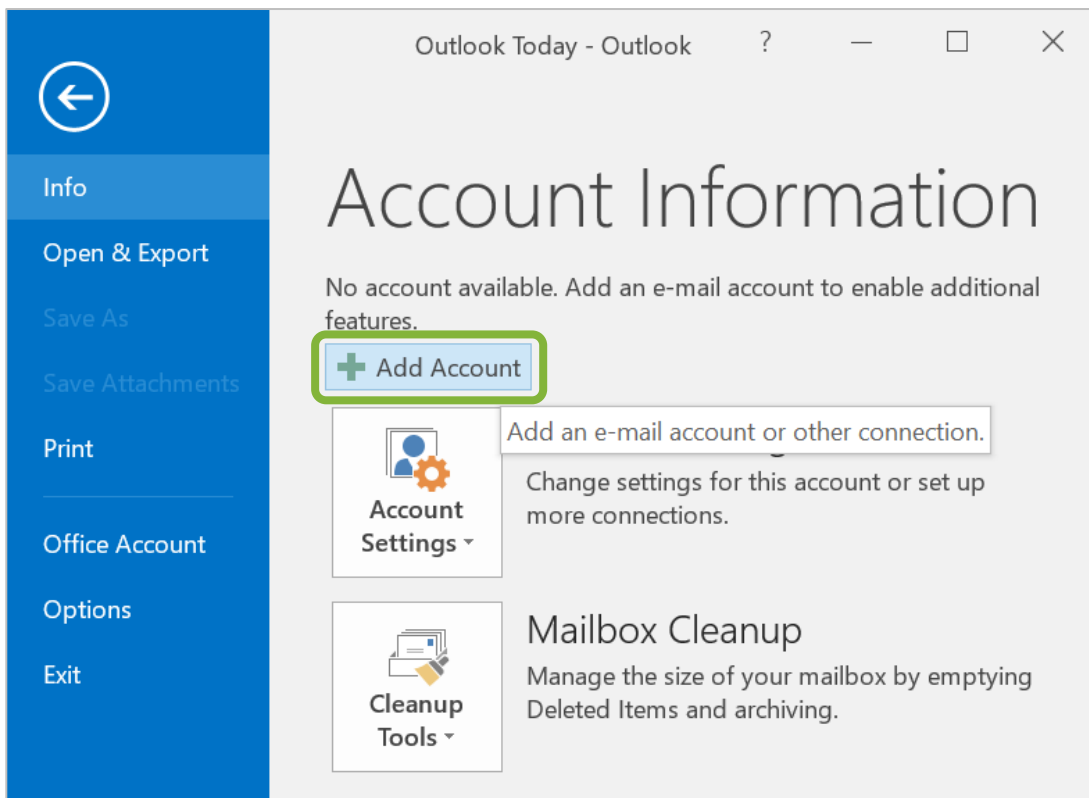 Outlook Today - Outlook ?
Info
Open & Export
Save As
Save Attachments
Print
Office Account
Options
Exit
Account Information
No account available. Add an e-mail account to enable additional
features.
Add Account
Add an e-mail account or other connection.
Account
Settings
Change settings for this account or set up
more connections.
Cleanup
Tools
Mailbox Cleanup
Manage the size of your mailbox by emptying
Deleted Items and archiving.